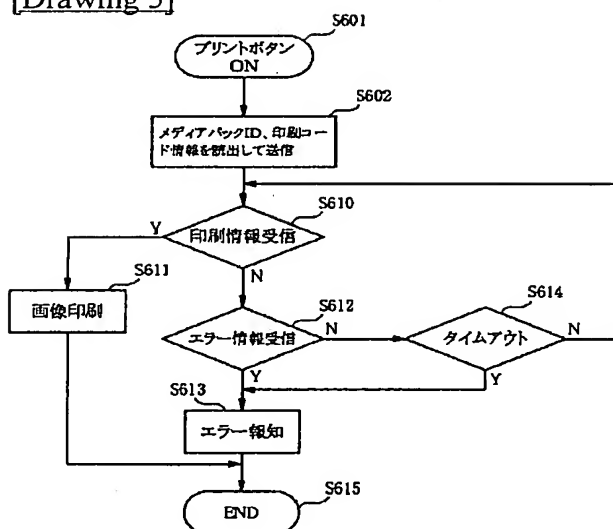 [Drawing 5]
S601
プリントボタン
ON
S602
メディアパックID、印刷コー
ド情報を読出して送信
S610
Y
印刷情報受信
N
S611
画像印刷
S612
エラー情報受信
N
Y
S614
タイムアウト
N
Y
S613
エラー報知
S615
END